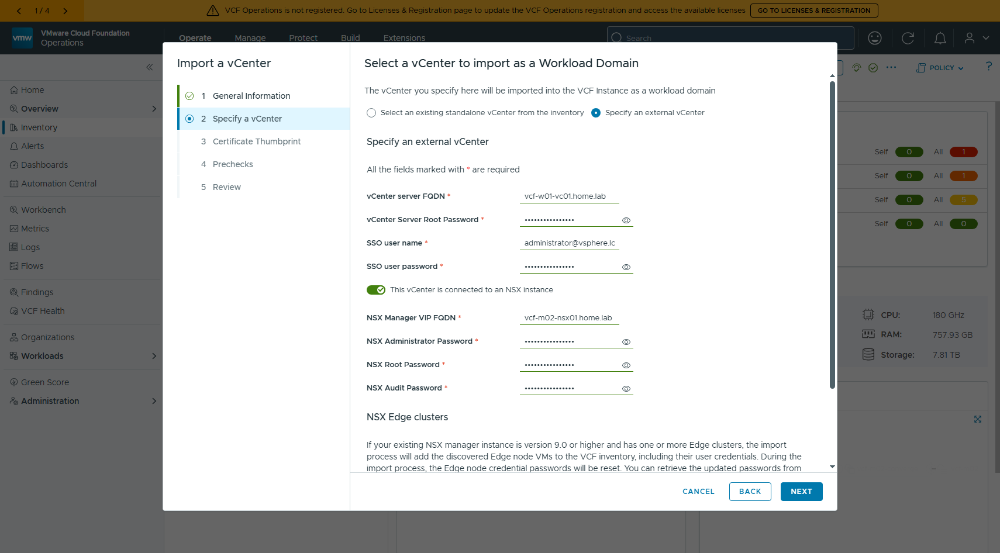 1 / 4
VCF Operations is not registered. Go to Licenses & Registration page to update the VCF Operations registration and access the available licenses
GO TO LICENSES & REGISTRATION
vmw
VMware Cloud Foundation
Operations
Operate
Manage
Protect
Build
Extensions
Search
POLICY
?
Home
Overview
Inventory
Alerts
Dashboards
Automation Central
Workbench
Metrics
Logs
Flows
Findings
VCF Health
Organizations
Workloads
Green Score
Administration
Import a vCenter
1 General Information
2 Specify a vCenter
3 Certificate Thumbprint
4 Prechecks
5 Review
Select a vCenter to import as a Workload Domain
The vCenter you specify here will be imported into the VCF Instance as a workload domain
Select an existing standalone vCenter from the inventory
Specify an external vCenter
Specify an external vCenter
All the fields marked with * are required
vCenter server FQDN * vcf-w01-vc01.home.lab
vCenter Server Root Password * ••••••••••••••••
SSO user name * administrator@vsphere.lc
SSO user password * ••••••••••••••••
This vCenter is connected to an NSX instance
NSX Manager VIP FQDN * vcf-m02-nsx01.home.lab
NSX Administrator Password * ••••••••••••••••
NSX Root Password * ••••••••••••••••
NSX Audit Password * ••••••••••••••••
NSX Edge clusters
If your existing NSX manager instance is version 9.0 or higher and has one or more Edge clusters, the import
process will add the discovered Edge node VMs to the VCF inventory, including their user credentials. During the
import process, the Edge node credential passwords will be reset. You can retrieve the updated passwords from
CANCEL
BACK
NEXT
Self 0 All 1
Self 0 All 1
Self 0 All 5
Self 0 All 0
CPU: 180 GHz
RAM: 757.93 GB
Storage: 7.81 TB